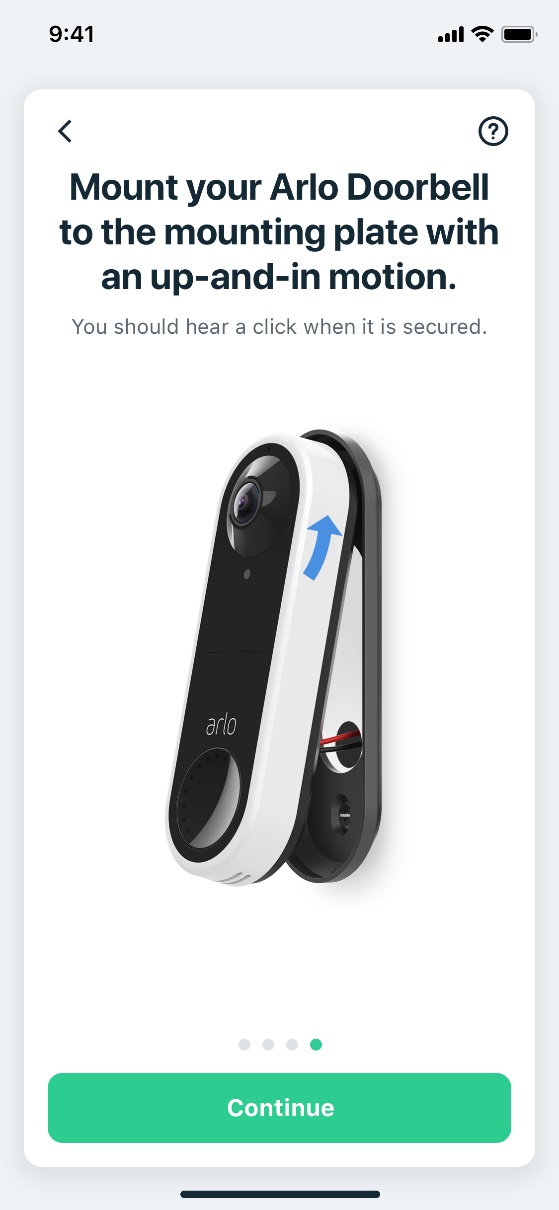 9:41
?
Mount your Arlo Doorbell
to the mounting plate with
an up-and-in motion.
You should hear a click when it is secured.
arlo
Continue